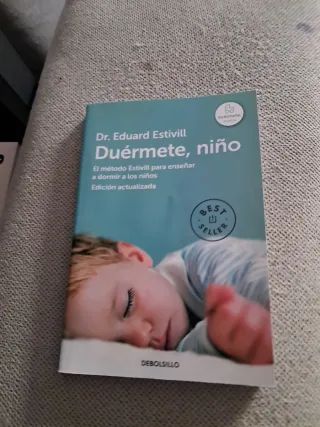 Dr. Eduard Estivill
Duérmete, niño
El método Estivill para enseñar
a dormir a los niños
Edición actualizada
BEST
SELLER
DEBOLSILLO